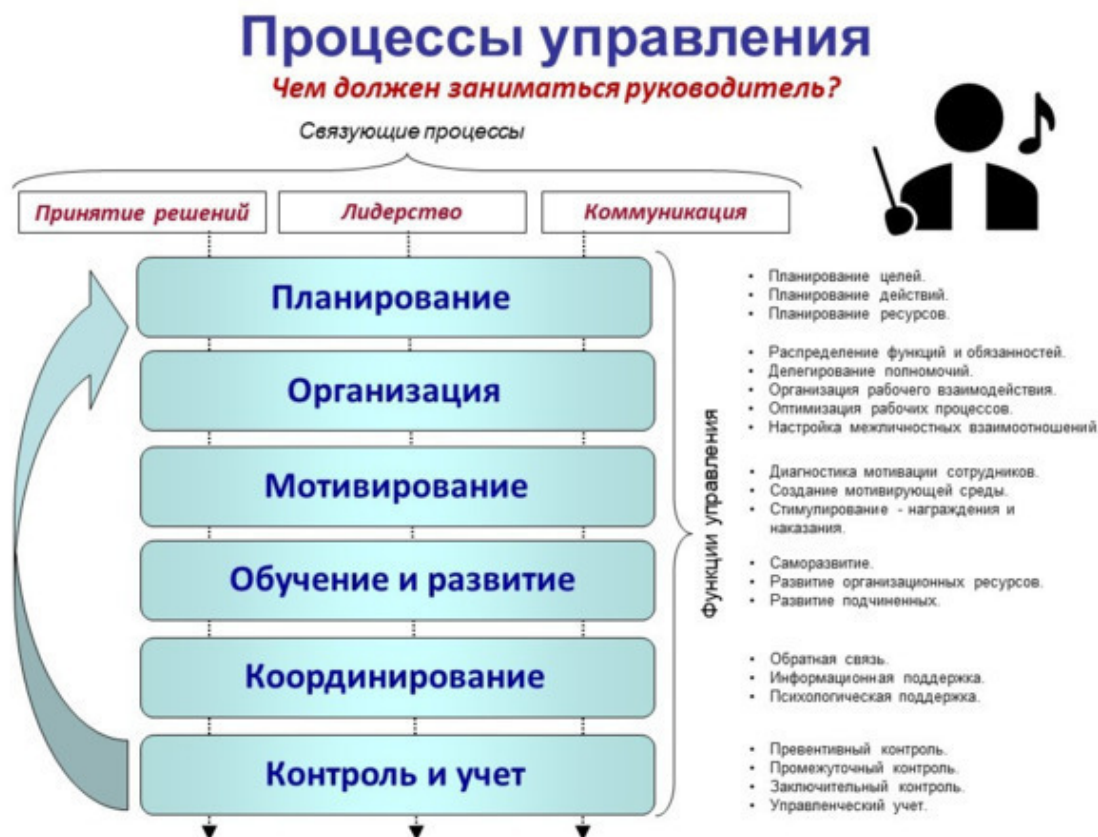 Процессы управления
Чем должен заниматься руководитель?
Связующие процессы
Принятие решений
Лидерство
Коммуникация
Планирование
Организация
Мотивирование
Обучение и развитие
Координирование
Контроль и учет
Функции управления
• Планирование целей.
• Планирование действий.
• Планирование ресурсов.
• Распределение функций и обязанностей.
• Делегирование полномочий.
• Организация рабочего взаимодействия.
• Оптимизация рабочих процессов.
• Настройка межличностных взаимоотношений
• Диагностика мотивации сотрудников.
• Создание мотивирующей среды.
• Стимулирование - награждения и
наказания.
• Саморазвитие.
• Развитие организационных ресурсов.
• Развитие подчиненных.
• Обратная связь.
• Информационная поддержка.
• Психологическая поддержка.
• Превентивный контроль.
• Промежуточный контроль.
• Заключительный контроль.
• Управленческий учет.